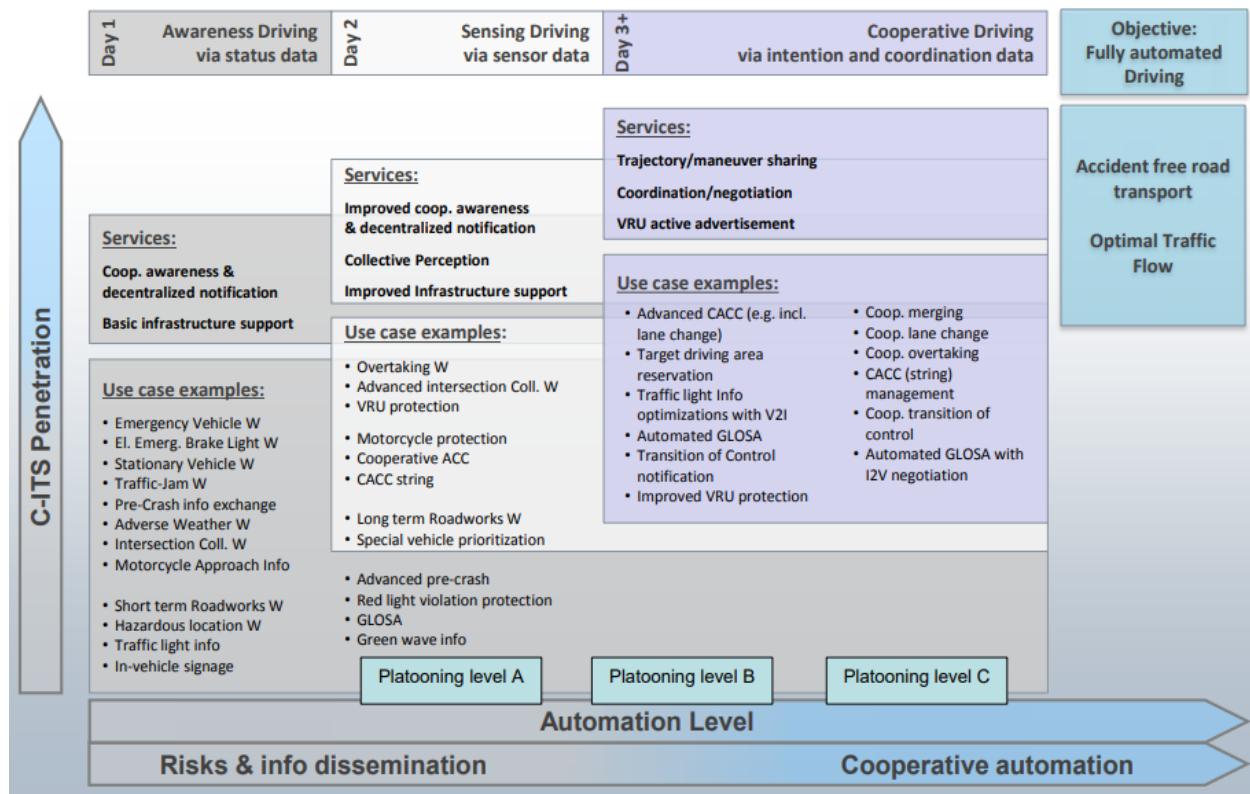 Day 1
Awareness Driving
via status data
Day 2
Sensing Driving
via sensor data
Day 3+
Cooperative Driving
via intention and coordination data
Objective:
Fully automated
Driving
C-ITS Penetration
Services:
Coop. awareness &
decentralized notification
Basic infrastructure support
Use case examples:
• Emergency Vehicle W
• El. Emerg. Brake Light W
• Stationary Vehicle W
• Traffic-Jam W
• Pre-Crash info exchange
• Adverse Weather W
• Intersection Coll. W
• Motorcycle Approach Info
• Short term Roadworks W
• Hazardous location W
• Traffic light info
• In-vehicle signage
Services:
Improved coop. awareness
& decentralized notification
Collective Perception
Improved Infrastructure support
Use case examples:
• Overtaking W
• Advanced intersection Coll. W
• VRU protection
• Motorcycle protection
• Cooperative ACC
• CACC string
• Long term Roadworks W
• Special vehicle prioritization
• Advanced pre-crash
• Red light violation protection
• GLOSA
• Green wave info
Services:
Trajectory/maneuver sharing
Coordination/negotiation
VRU active advertisement
Use case examples:
• Advanced CACC (e.g. incl.
lane change)
• Target driving area
reservation
• Traffic light Info
optimizations with V2I
• Automated GLOSA
• Transition of Control
notification
• Improved VRU protection
• Coop. merging
• Coop. lane change
• Coop. overtaking
• CACC (string)
management
• Coop. transition of
control
• Automated GLOSA with
I2V negotiation
Accident free road
transport
Optimal Traffic
Flow
Platooning level A
Platooning level B
Platooning level C
Automation Level
Risks & info dissemination
Cooperative automation